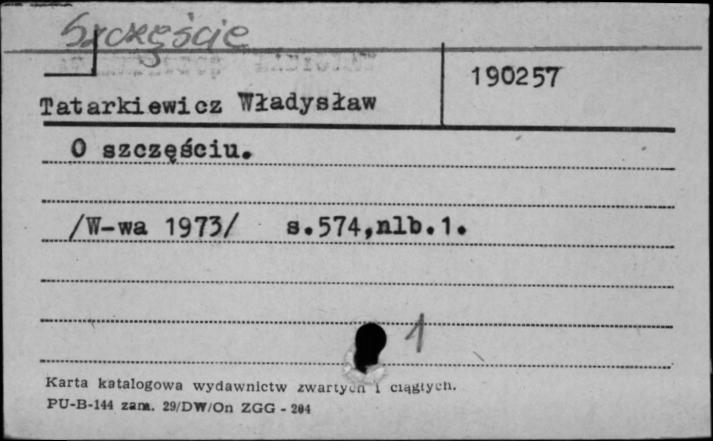 Szczęście
190257
Tatarkiewicz Władysław
O szczęściu.
/W-wa 1973/ s.574,nlb.1.
1
Karta katalogowa wydawnictw zwartych i ciągłych.
PU-B-144 zam. 29/DW/On ZGG - 204